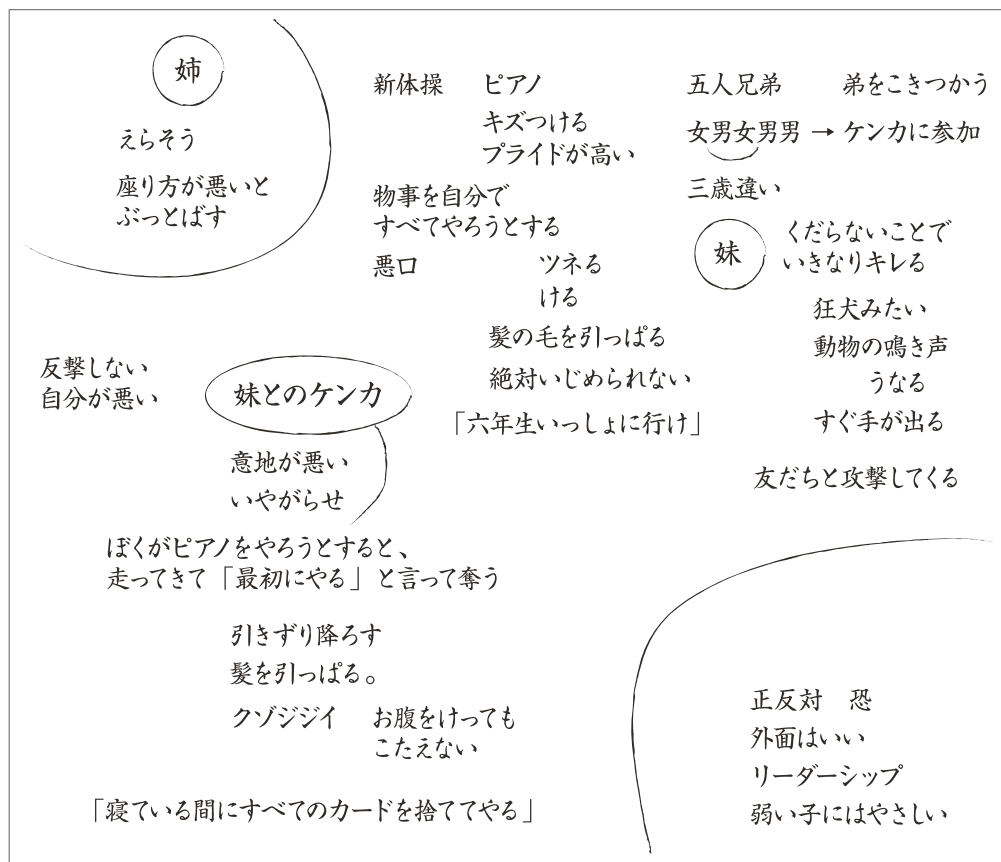 姉
えらそう
座り方が悪いと
ぶっとばす
新体操　ピアノ
キズつける
プライドが高い
物事を自分で
すべてやろうとする
悪口　ツネる
ける
髪の毛を引っぱる
絶対いじめられない
「六年生いっしょに行け」
五人兄弟　弟をこきつかう
女男女男男 → ケンカに参加
三歳違い
妹
くだらないことで
いきなりキレる
狂犬みたい
動物の鳴き声
うなる
すぐ手が出る
友だちと攻撃してくる
反撃しない
自分が悪い
妹とのケンカ
意地が悪い
いやがらせ
ぼくがピアノをやろうとすると、
走ってきて「最初にやる」と言って奪う
引きずり降ろす
髪を引っぱる。
クソジジイ　お腹をけっても
こたえない
「寝ている間にすべてのカードを捨ててやる」
正反対　恐
外面はいい
リーダーシップ
弱い子にはやさしい